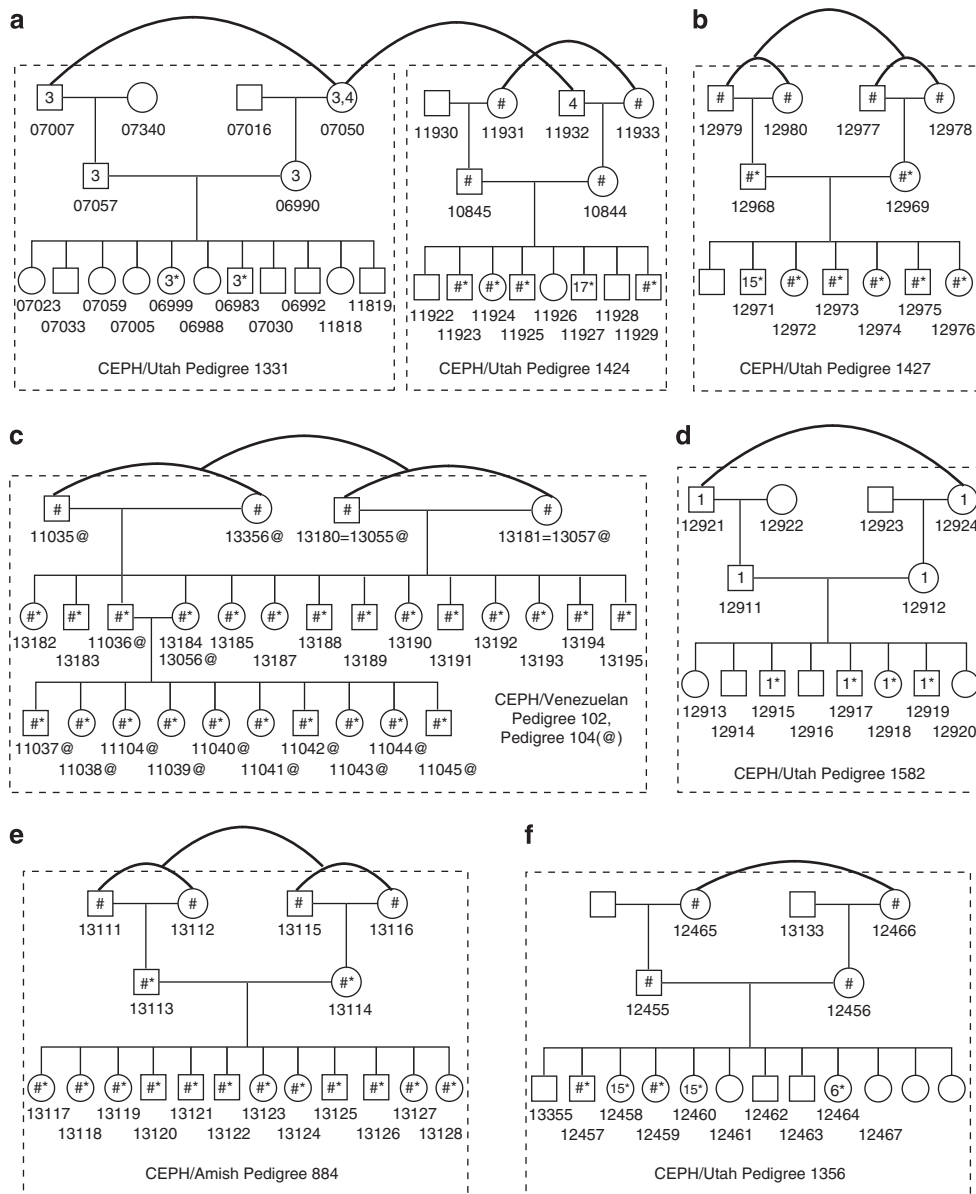 a
3
3,4
07007 07340 07016 07050
3
3
07057 06990
3*
3*
07023 07059 06999 06983 06992 11819
07033 07005 06988 07030 11818
CEPH/Utah Pedigree 1331
#
4
#
11930 11931 11932 11933
#
#
10845 10844
#*
#*
#*
17*
#*
11922 11924 11926 11928
11923 11925 11927 11929
CEPH/Utah Pedigree 1424
b
#
#
#
#
12979 12980 12977 12978
#*
#*
12968 12969
15*
#*
#*
#*
#*
#*
12971 12973 12975
12972 12974 12976
CEPH/Utah Pedigree 1427
c
#
#
#
#
11035@ 13356@ 13180=13055@ 13181=13057@
#* #* #* #* #* #* #* #* #* #* #* #* #* #*
13182 11036@ 13184 13185 13188 13190 13192 13194
13183 13056@ 13187 13189 13191 13193 13195
#* #* #* #* #* #* #* #* #* #*
11037@ 11104@ 11040@ 11042@ 11044@
11038@ 11039@ 11041@ 11043@ 11045@
CEPH/Venezuelan
Pedigree 102,
Pedigree 104(@)
d
1
1
12921 12922 12923 12924
1
1
12911 12912
1*
1*
1*
1*
12913 12915 12917 12919
12914 12916 12918 12920
CEPH/Utah Pedigree 1582
e
#
#
#
#
13111 13112 13115 13116
#*
#*
13113 13114
#* #* #* #* #* #* #* #* #* #* #* #*
13117 13119 13121 13123 13125 13127
13118 13120 13122 13124 13126 13128
CEPH/Amish Pedigree 884
f
#
#
12465 13133 12466
#
#
12455 12456
#*
15*
#*
15*
6*
13355 12458 12460 12462 12464
12457 12459 12461 12463 12467
CEPH/Utah Pedigree 1356